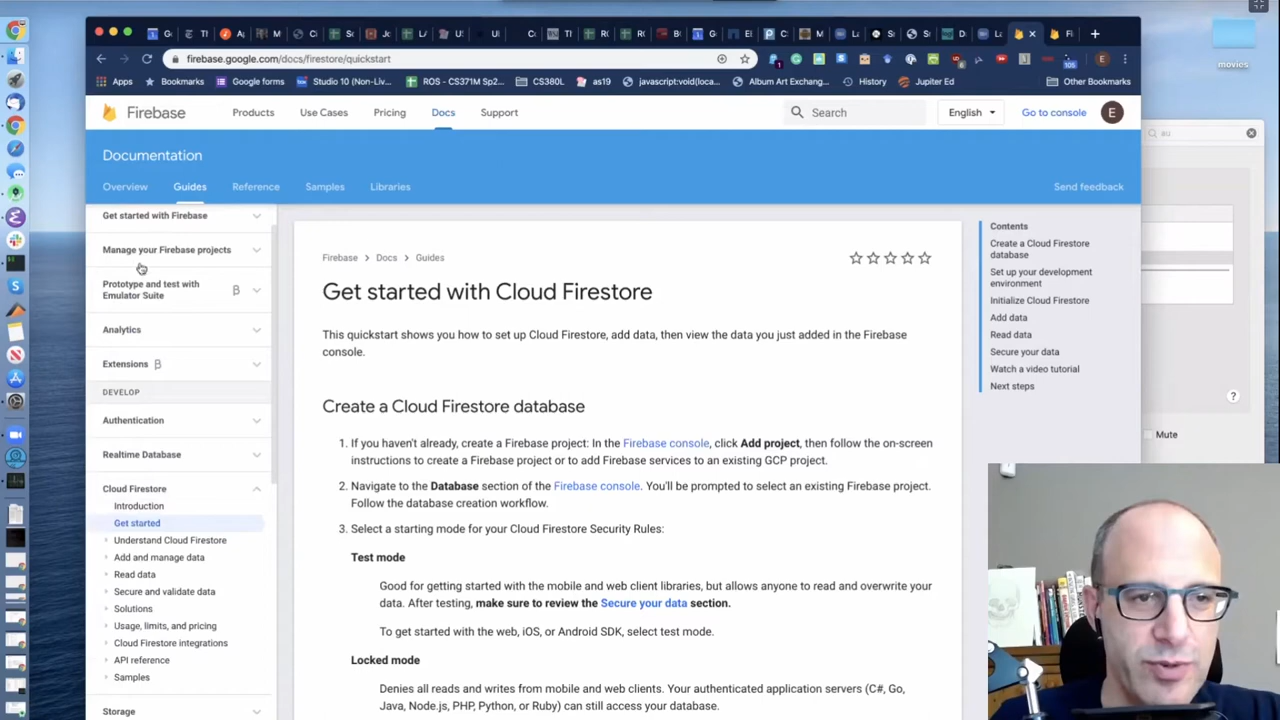 movies
firebase.google.com/docs/firestore/quickstart
Apps
Bookmarks
Google forms
Studio 10 (Non-Liv...
ROS - CS371M Sp2...
CS380L
as19
javascript:void(loca...
Album Art Exchang...
History
Jupiter Ed
Other Bookmarks
Firebase
Products
Use Cases
Pricing
Docs
Support
Search
English
Go to console
E
Documentation
Overview
Guides
Reference
Samples
Libraries
Send feedback
Get started with Firebase
Manage your Firebase projects
Prototype and test with
Emulator Suite
β
Analytics
Extensions β
DEVELOP
Authentication
Realtime Database
Cloud Firestore
Introduction
Get started
Understand Cloud Firestore
Add and manage data
Read data
Secure and validate data
Solutions
Usage, limits, and pricing
Cloud Firestore integrations
API reference
Samples
Storage
Firebase > Docs > Guides
Get started with Cloud Firestore
This quickstart shows you how to set up Cloud Firestore, add data, then view the data you just added in the Firebase
console.
Create a Cloud Firestore database
1. If you haven't already, create a Firebase project: In the Firebase console, click Add project, then follow the on-screen
instructions to create a Firebase project or to add Firebase services to an existing GCP project.
2. Navigate to the Database section of the Firebase console. You'll be prompted to select an existing Firebase project.
Follow the database creation workflow.
3. Select a starting mode for your Cloud Firestore Security Rules:
Test mode
Good for getting started with the mobile and web client libraries, but allows anyone to read and overwrite your
data. After testing, make sure to review the Secure your data section.
To get started with the web, iOS, or Android SDK, select test mode.
Locked mode
Denies all reads and writes from mobile and web clients. Your authenticated application servers (C#, Go,
Java, Node.js, PHP, Python, or Ruby) can still access your database.
Contents
Create a Cloud Firestore
database
Set up your development
environment
Initialize Cloud Firestore
Add data
Read data
Secure your data
Watch a video tutorial
Next steps
au
?
Mute